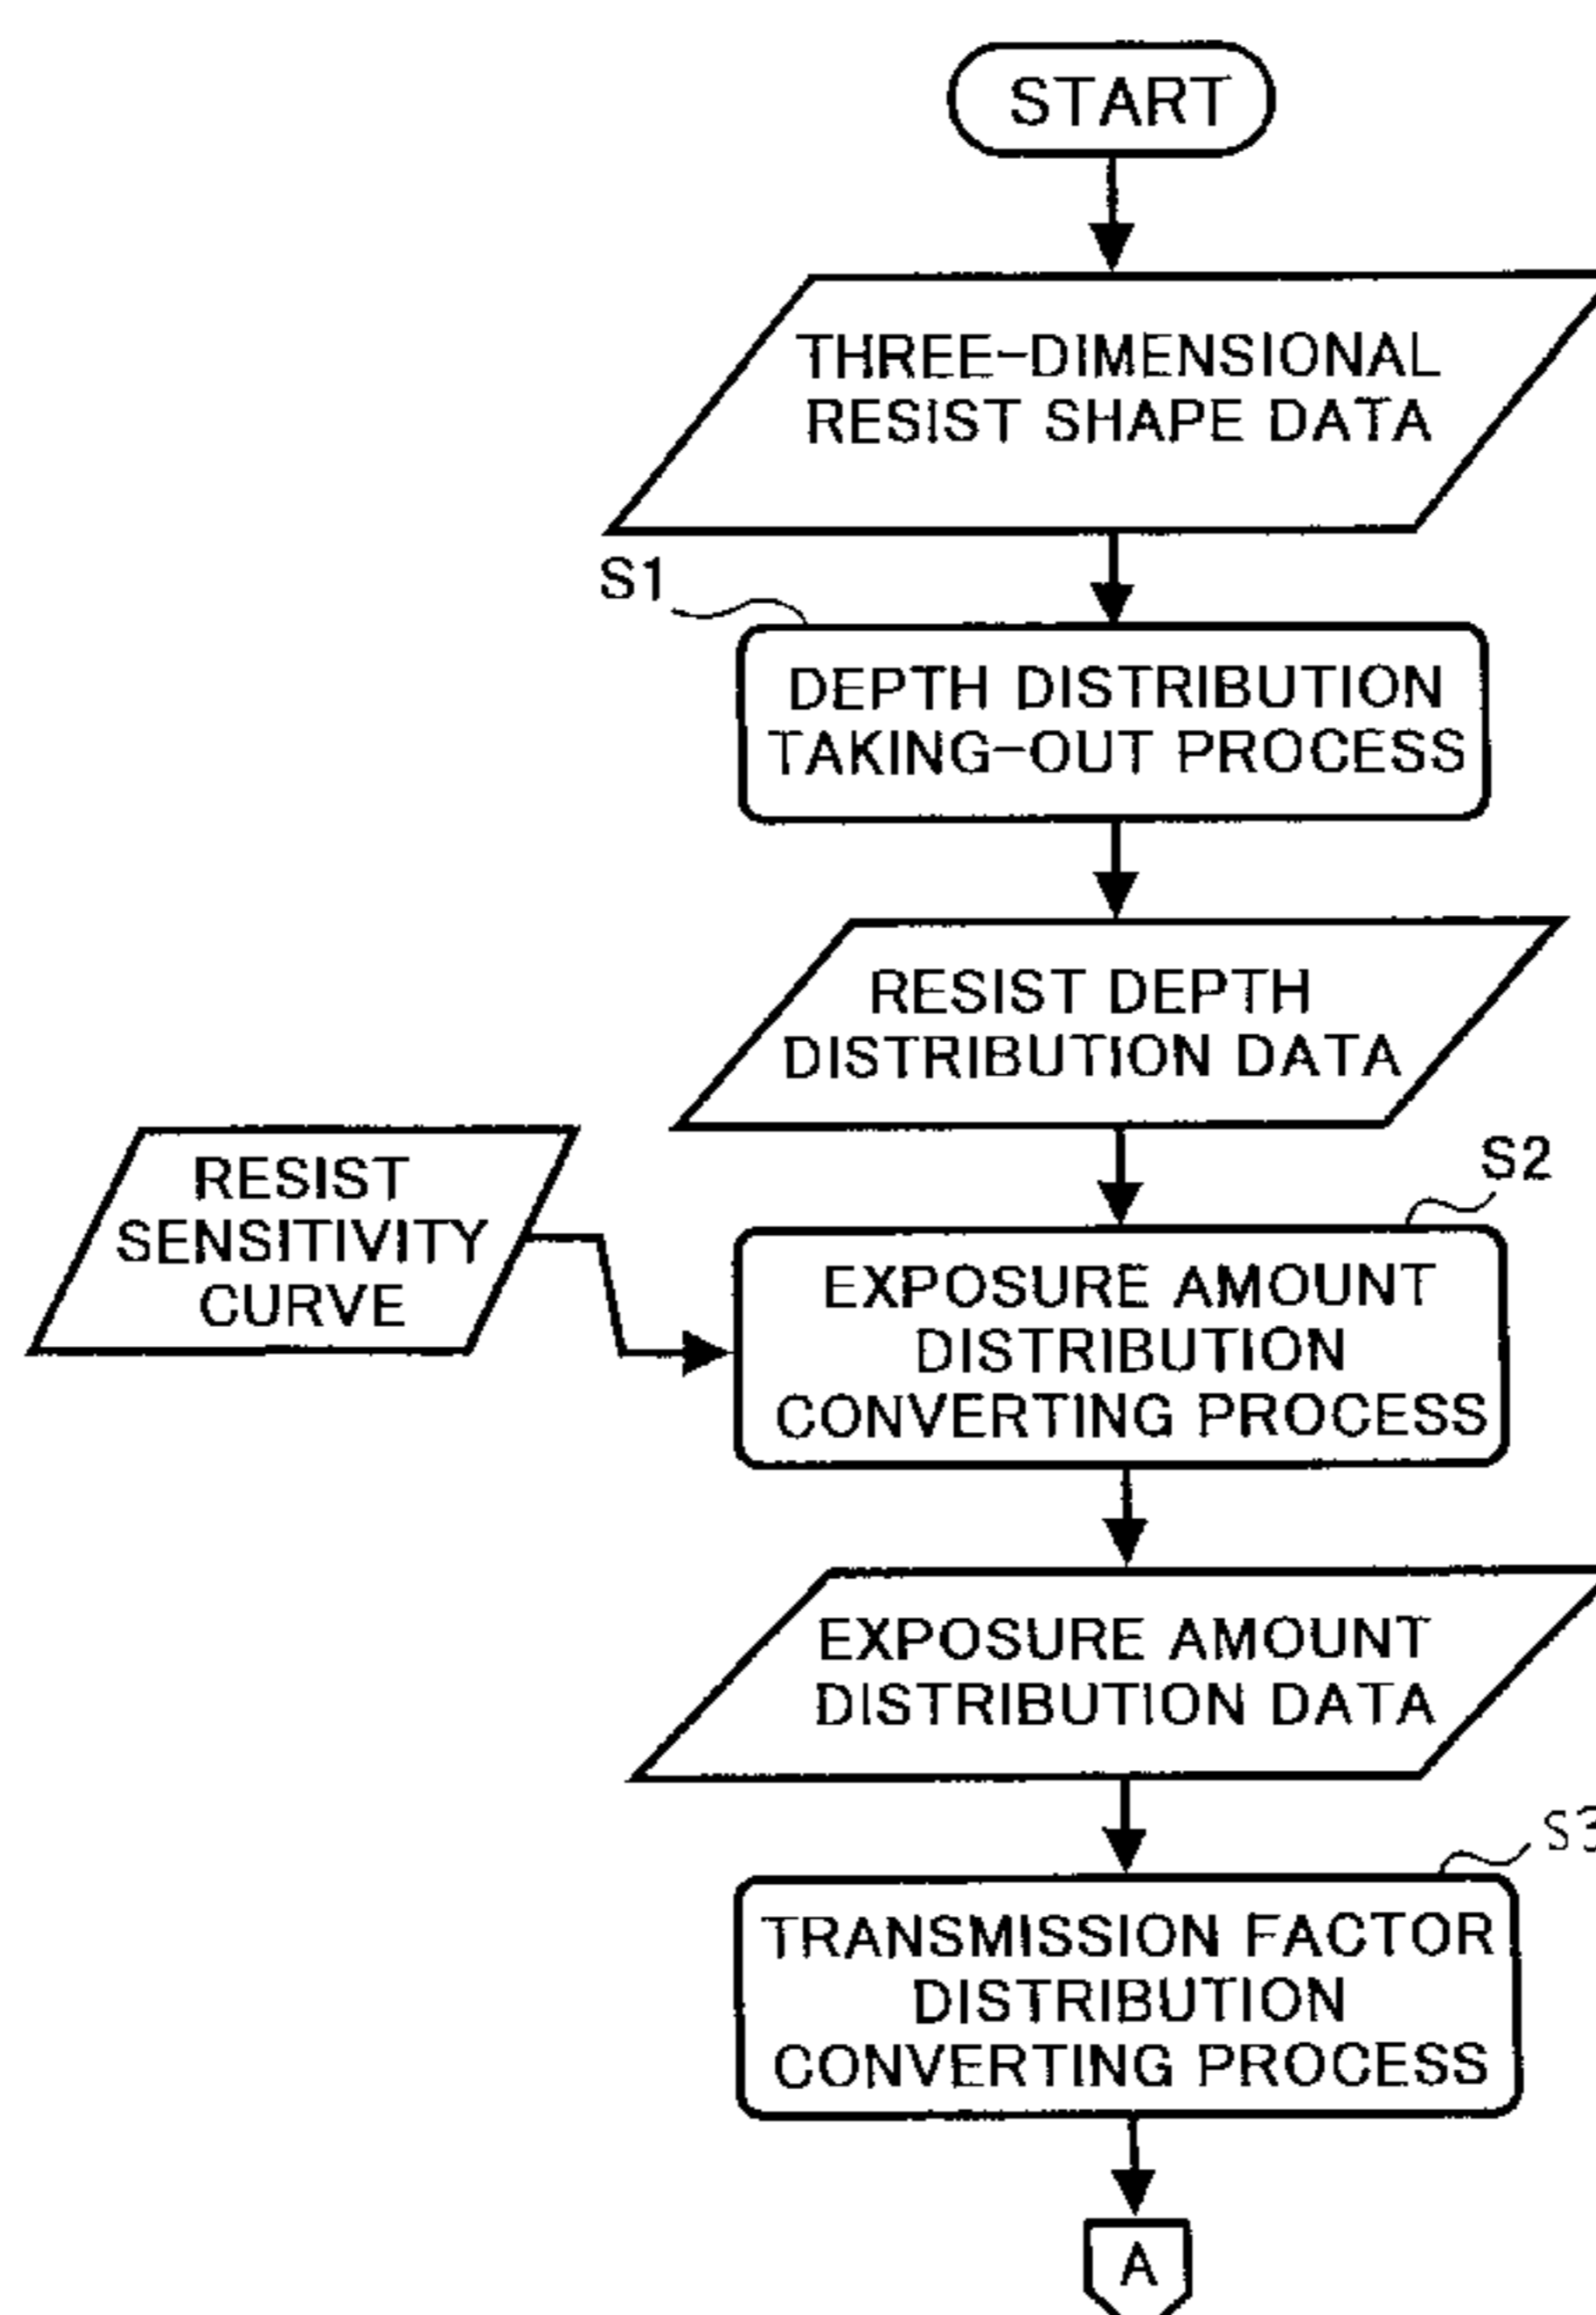 START
THREE-DIMENSIONAL
RESIST SHAPE DATA
S1
DEPTH DISTRIBUTION
TAKING-OUT PROCESS
RESIST DEPTH
DISTRIBUTION DATA
RESIST
SENSITIVITY
CURVE
S2
EXPOSURE AMOUNT
DISTRIBUTION
CONVERTING PROCESS
EXPOSURE AMOUNT
DISTRIBUTION DATA
S3
TRANSMISSION FACTOR
DISTRIBUTION
CONVERTING PROCESS
A